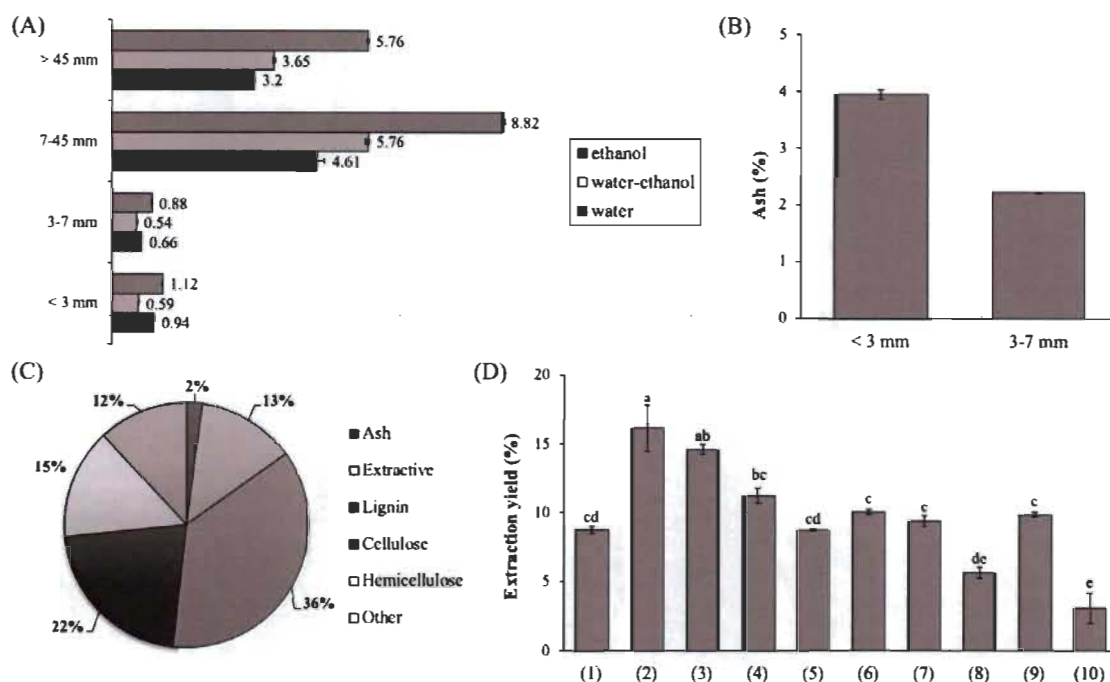 (A)
> 45 mm
5.76
3.65
3.2
7-45 mm
8.82
5.76
4.61
3-7 mm
0.88
0.54
0.66
< 3 mm
1.12
0.59
0.94
ethanol
water-ethanol
water
(B)
Ash (%)
5
4
3
2
1
0
< 3 mm
3-7 mm
(C)
2%
13%
36%
22%
15%
12%
Ash
Extractive
Lignin
Cellulose
Hemicellulose
Other
(D)
Extraction yield (%)
20
15
10
5
0
cd
a
ab
bc
cd
c
c
de
c
e
(1) (2) (3) (4) (5) (6) (7) (8) (9) (10)